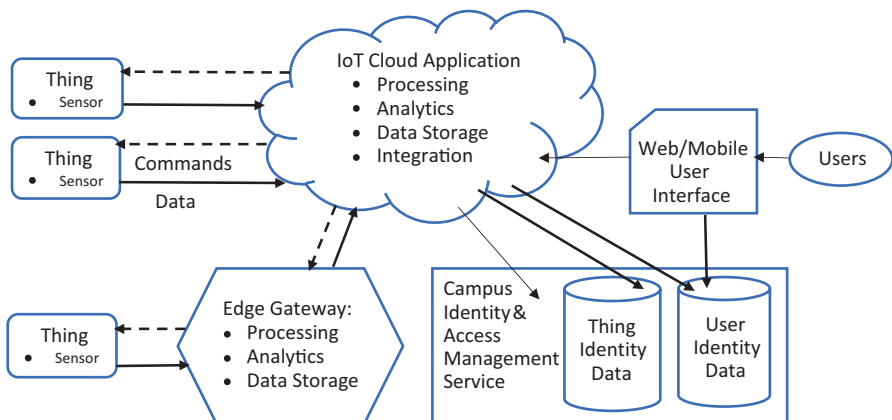 Thing
• Sensor
Thing
• Sensor
Commands
Data
IoT Cloud Application
• Processing
• Analytics
• Data Storage
• Integration
Web/Mobile
User
Interface
Users
Thing
• Sensor
Edge Gateway:
• Processing
• Analytics
• Data Storage
Campus
Identity &
Access
Management
Service
Thing
Identity
Data
User
Identity
Data